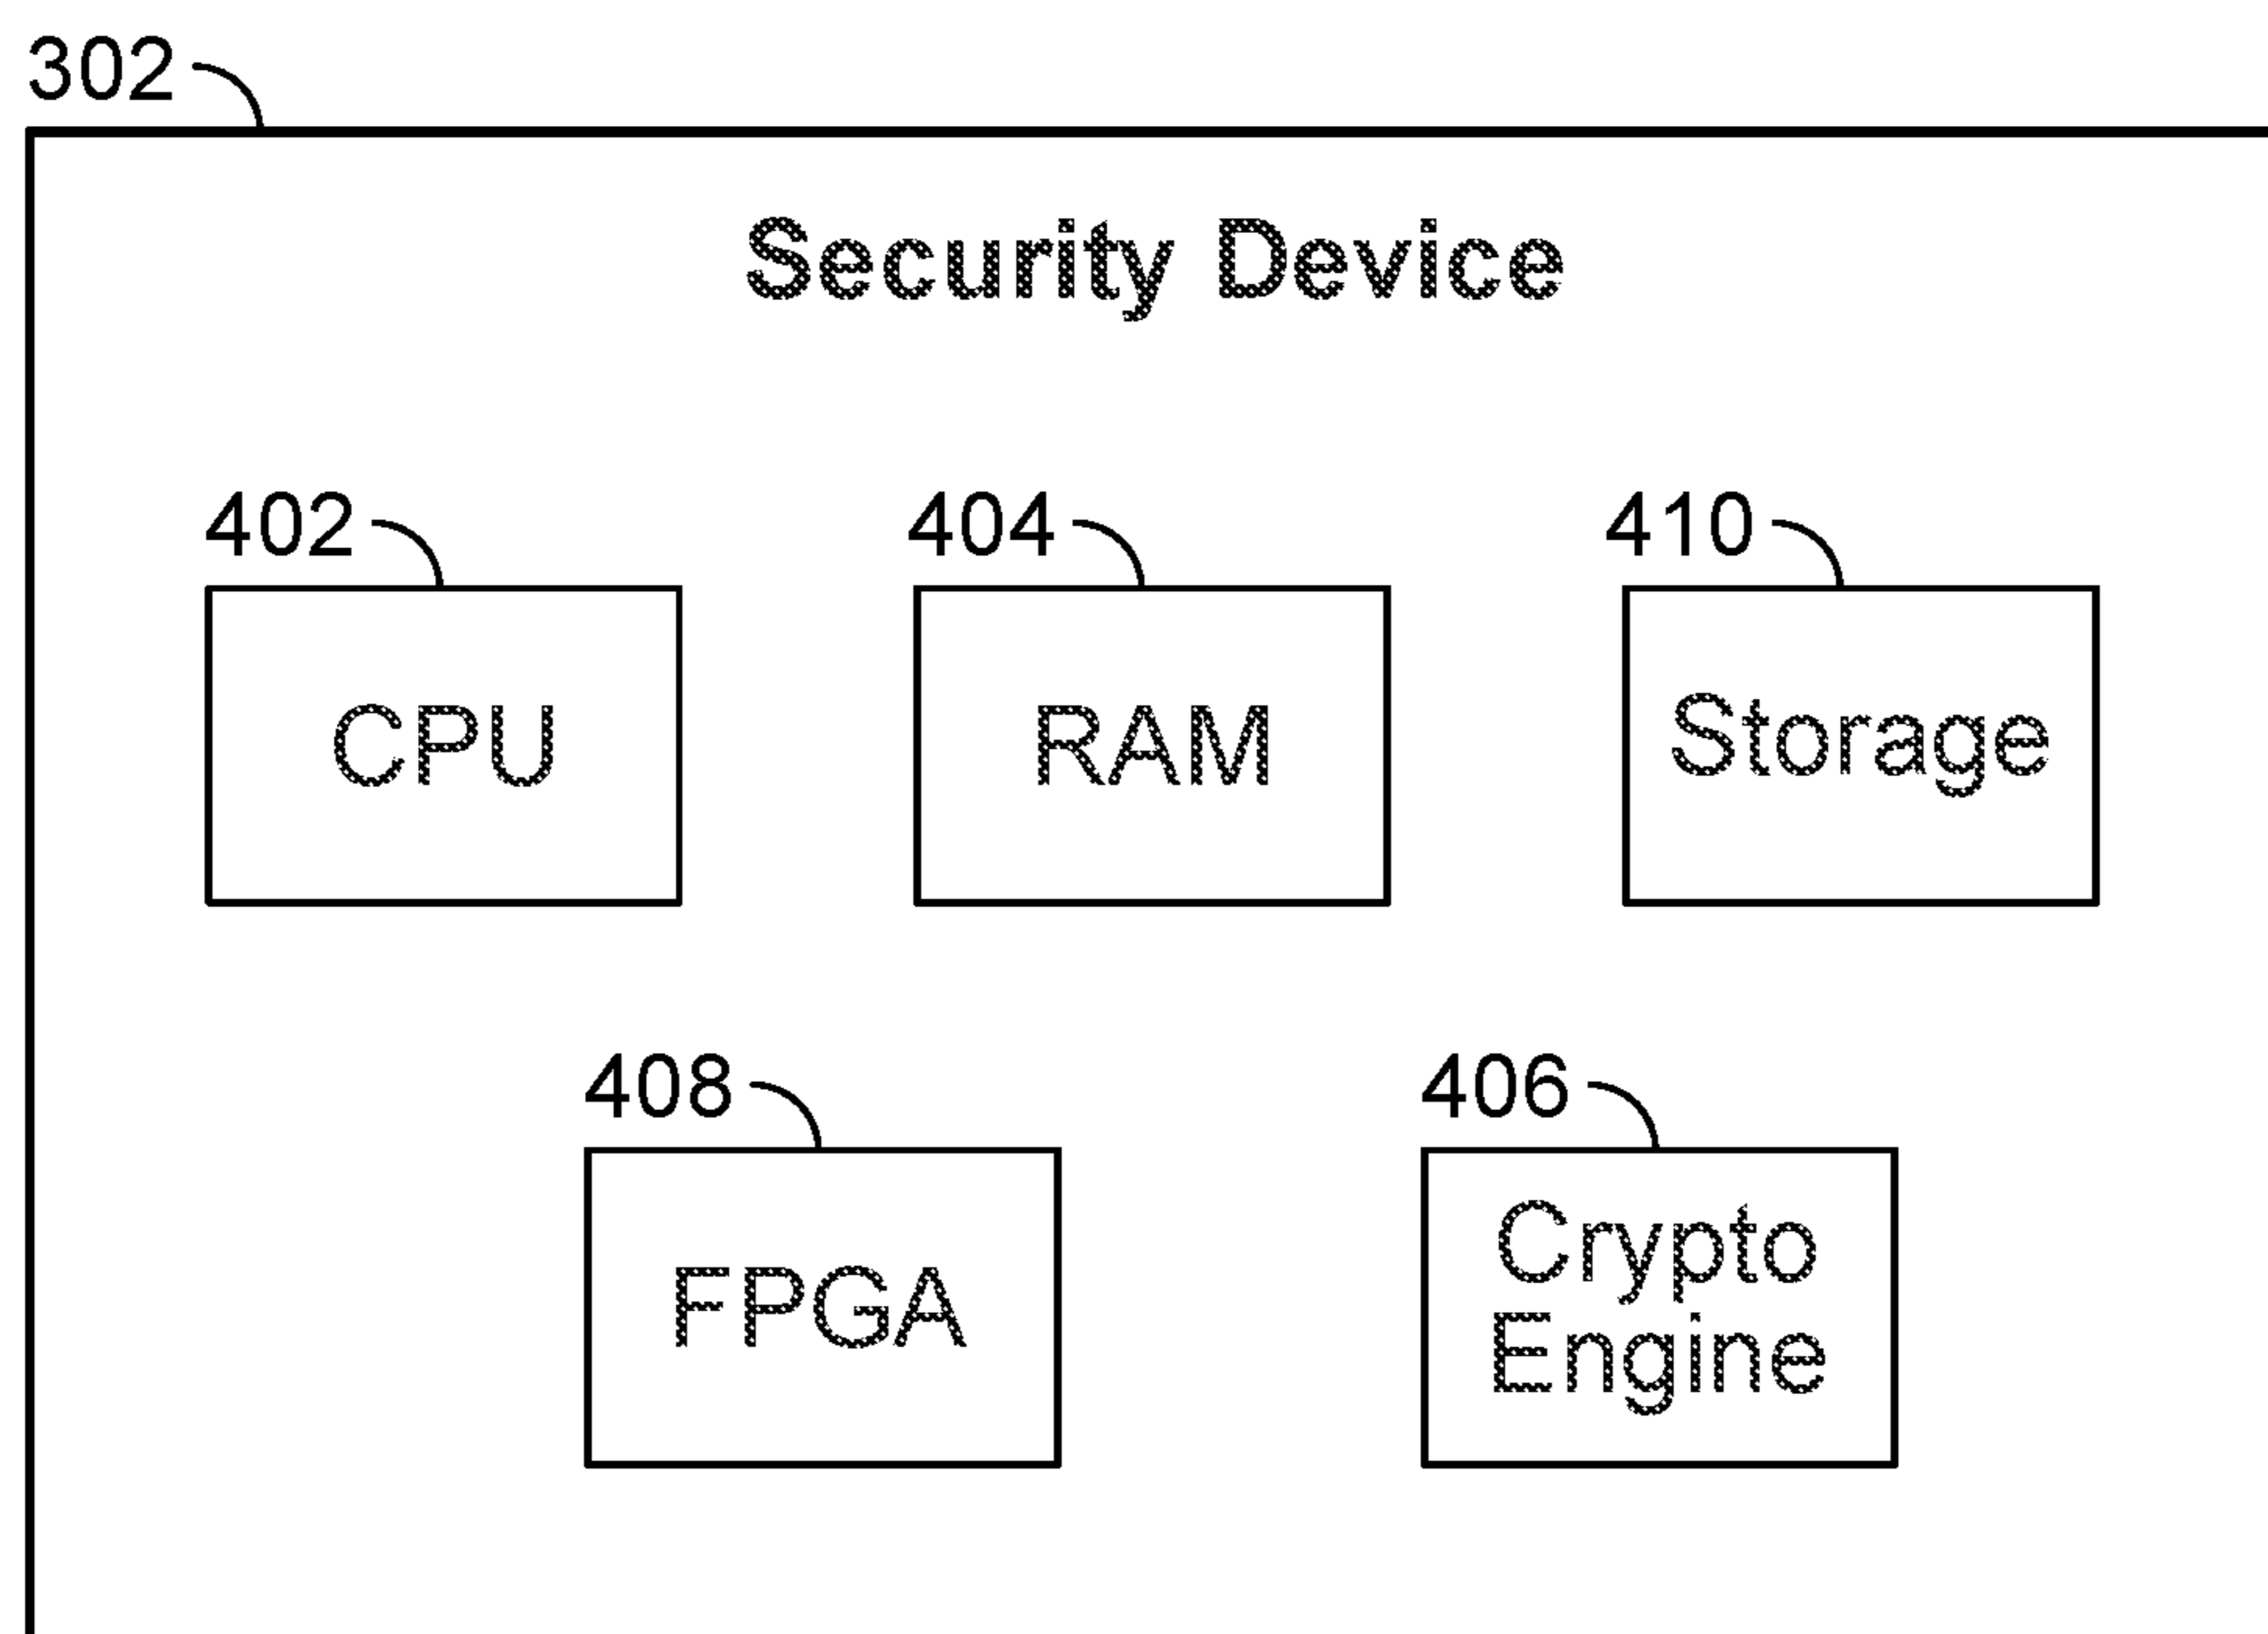 302
Security Device
402
404
410
CPU
RAM
Storage
408
406
FPGA
Crypto
Engine